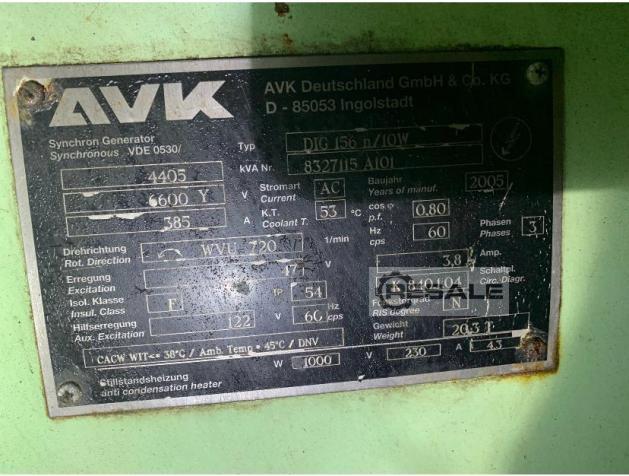 AVK
AVK Deutschland GmbH & Co. KG
D - 85053 Ingolstadt
Synchron Generator
Synchronous VDE 0530/
Typ DIG 156 n/10W
kVA 4405 Nr. 8327115 A101
6600 Y V Stromart Current AC Baujahr Years of manuf. 2005
385 A K.T. Coolant T. 53 °C cos φ p.f. 0.80 Phasen Phases 3
Drehrichtung Rot. Direction WVU 720 1/min Hz cps 60
Erregung Excitation 47 V 3,8 Amp.
Isol. Klasse Insul. Class F IP 54 K 840404 Schaltpl. Circ.-Diagr.
Hilfserregung Aux. Excitation 122 V 60 Hz cps Funkstörgrad RIS degree N
Gewicht Weight 20.3 T
CACW WIT<= 38°C / Amb. Temp = 45°C / DNV
Stillstandsheizung anti condensation heater W 1000 V 230 A 4.3
RESALE